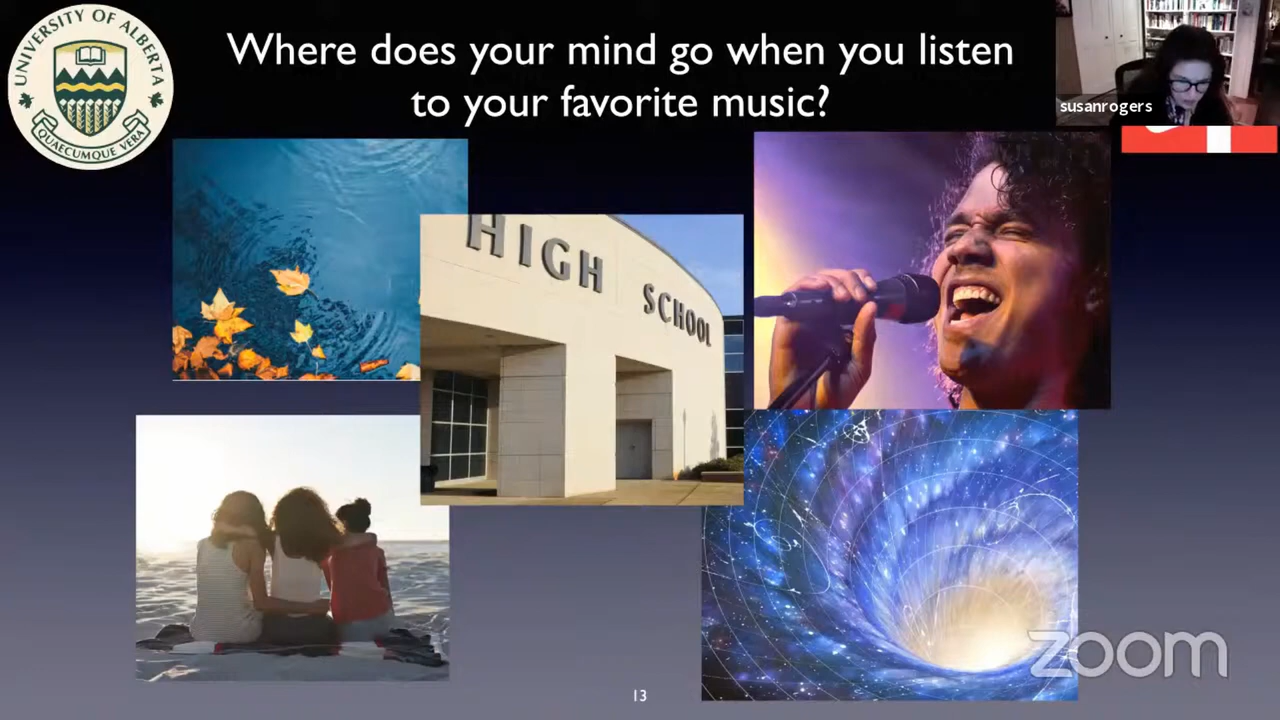 UNIVERSITY OF ALBERTA
QUAECUMQUE VERA
Where does your mind go when you listen
to your favorite music?
susanrogers
HIGH SCHOOL
13
zoom